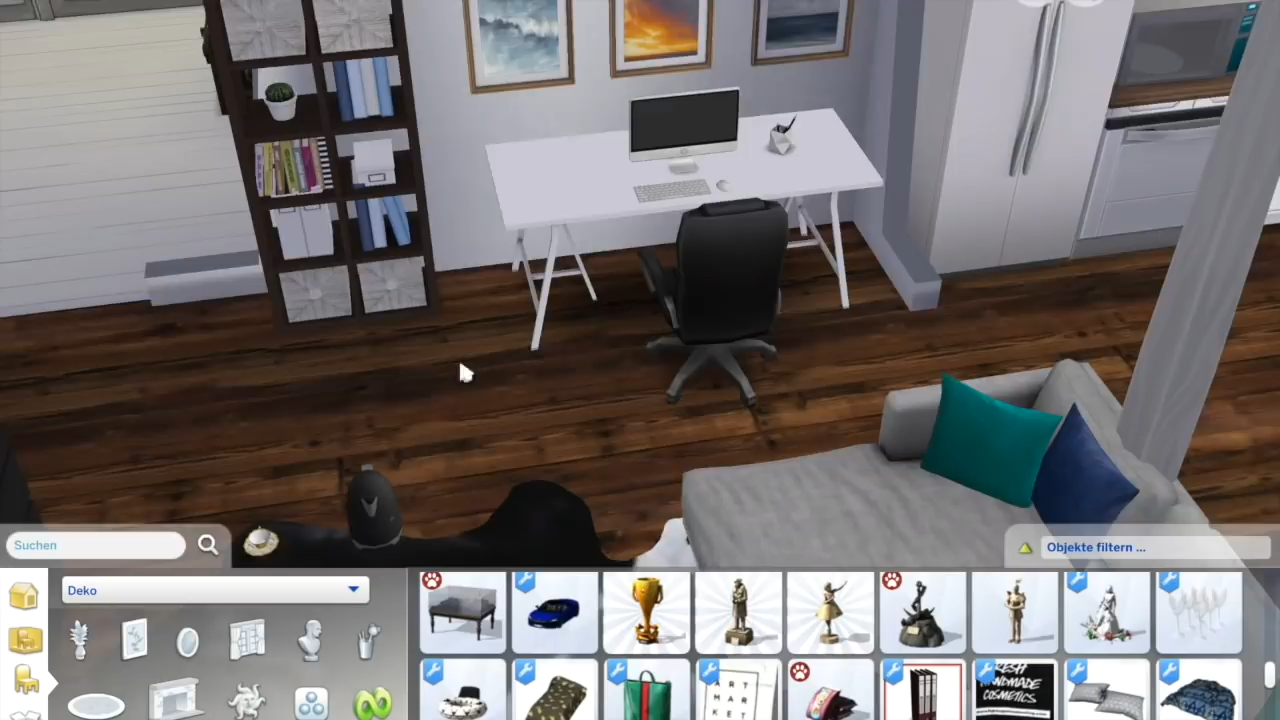 Suchen
Objekte filtern ...
Deko
ART
MARKET
FRESH
HANDMADE
COSMETICS